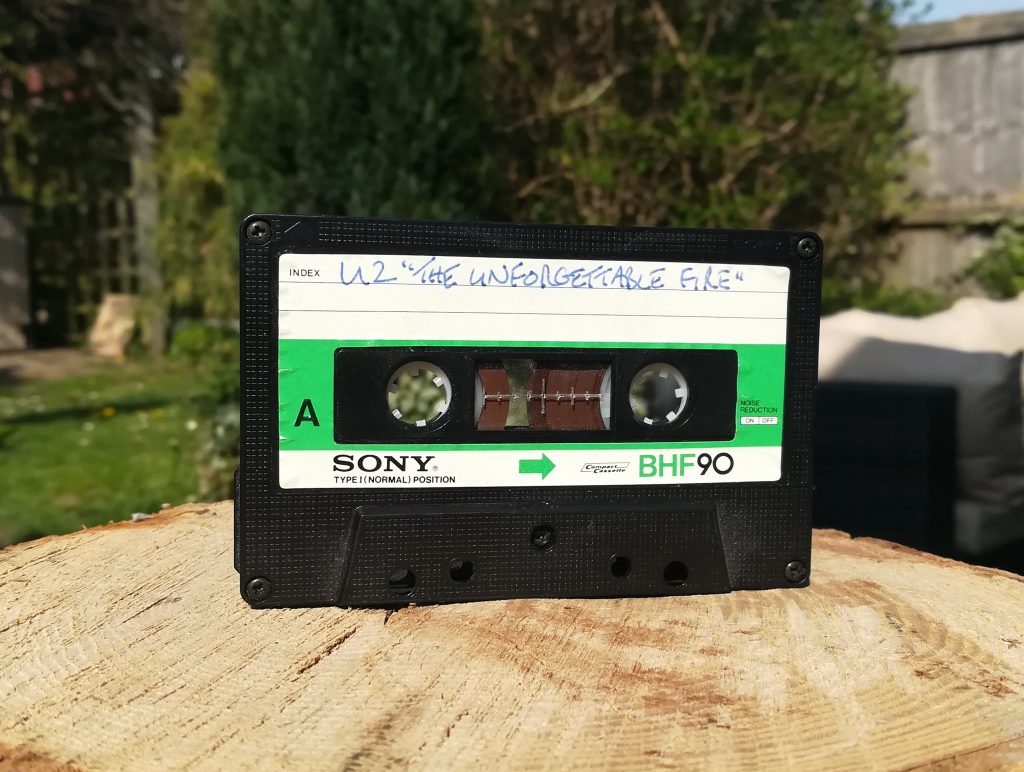 INDEX U2 "THE UNFORGETTABLE FIRE"
A
NOISE
REDUCTION
ON OFF
SONY®
TYPE I (NORMAL) POSITION
Compact
Cassette
BHF90